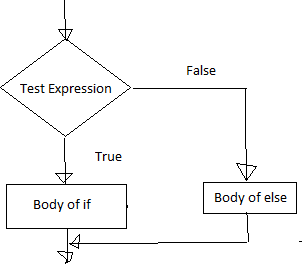 False
Test Expression
True
Body of if
Body of else